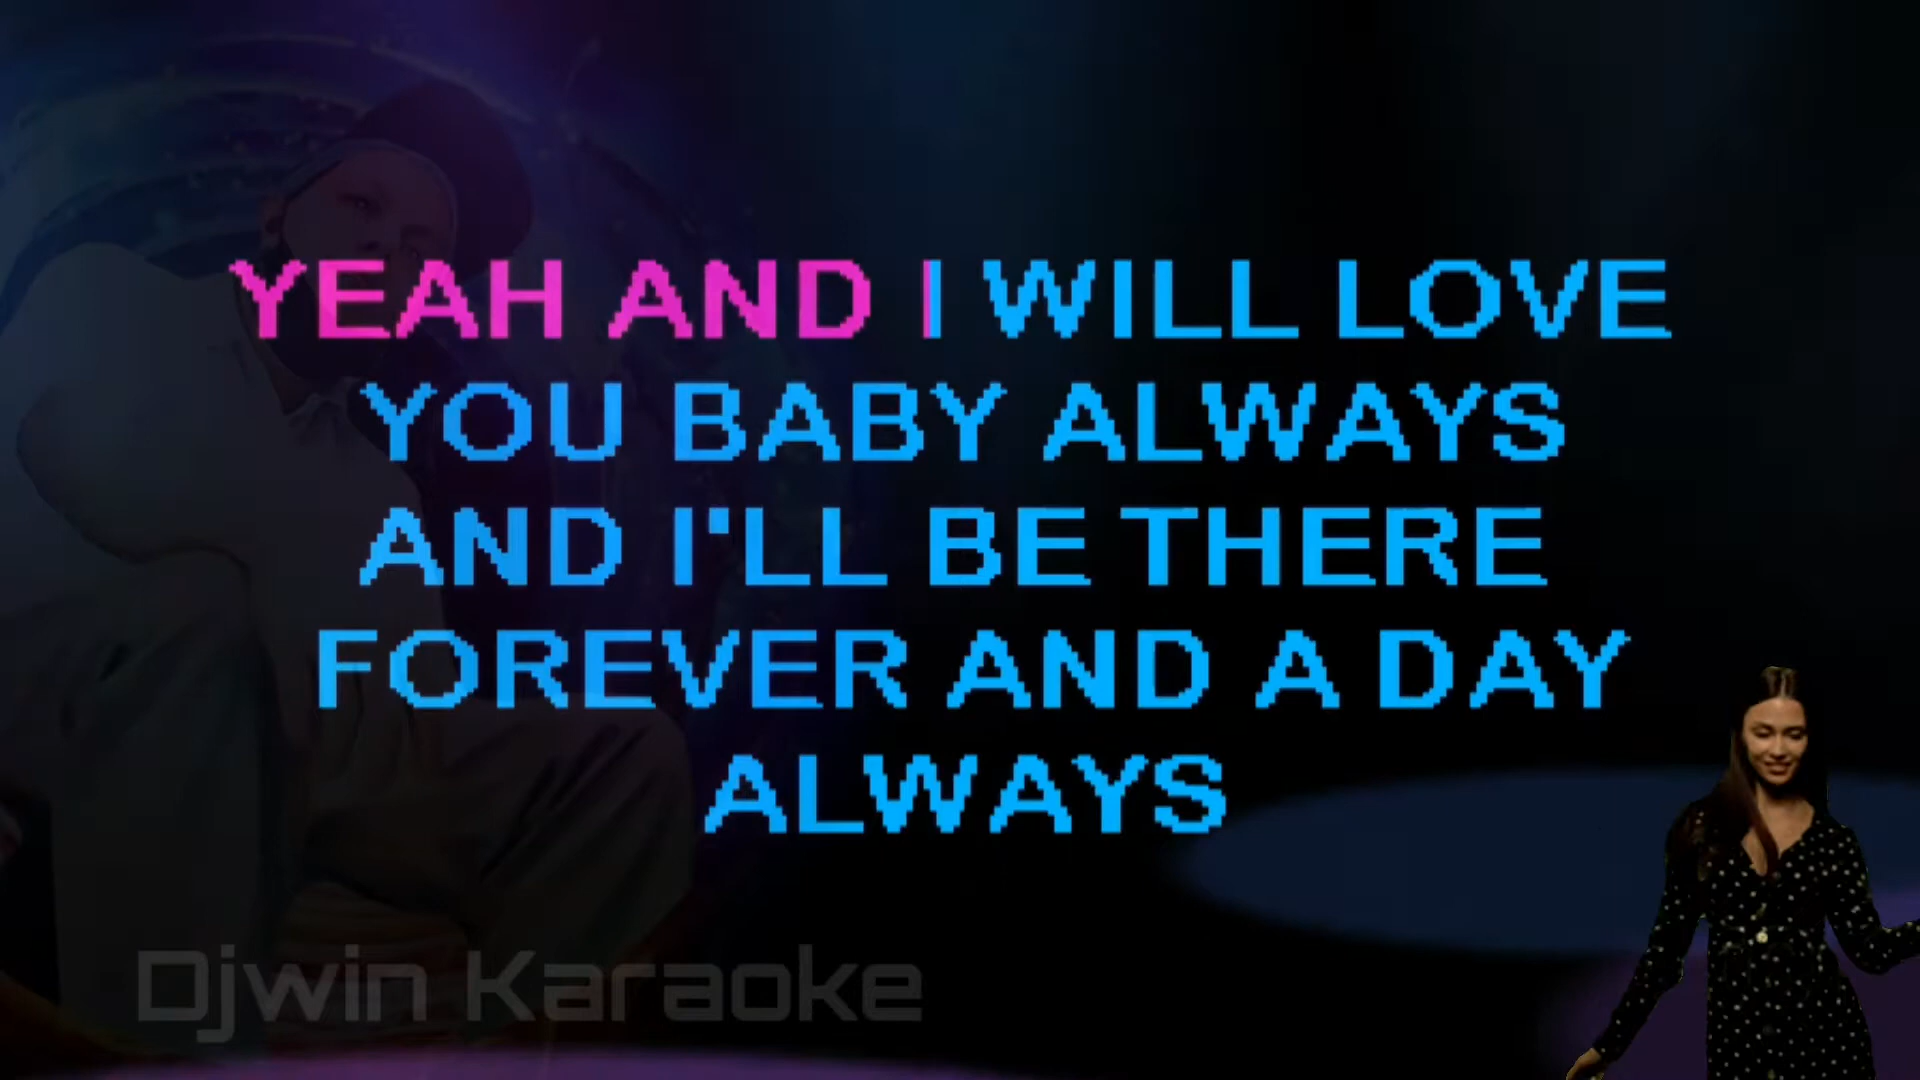 YEAH AND I WILL LOVE
YOU BABY ALWAYS
AND I'LL BE THERE
FOREVER AND A DAY
ALWAYS
Djwin Karaoke